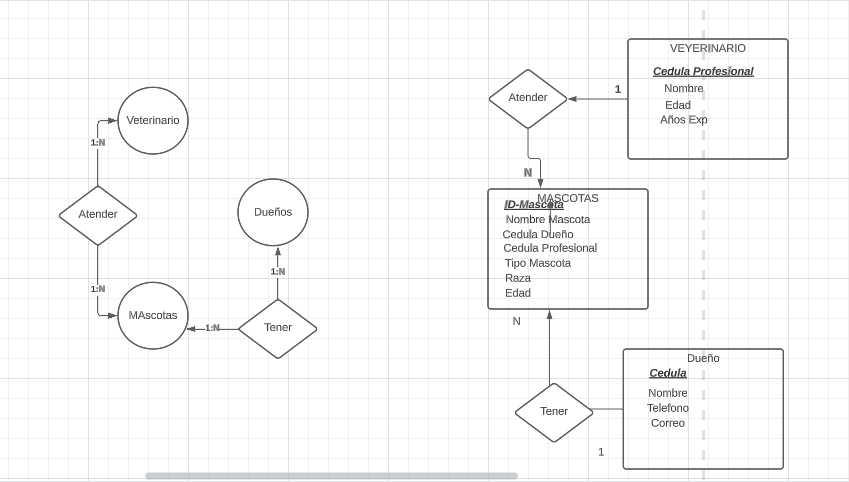 Veterinario
1:N
Atender
1:N
MAscotas
Dueños
1:N
1:N
Tener
VEYERINARIO
Cedula Profesional
Nombre
Edad
Años Exp
1
Atender
N
MASCOTAS
ID-Mascota
Nombre Mascota
Cedula Dueño
Cedula Profesional
Tipo Mascota
Raza
Edad
N
Tener
1
Dueño
Cedula
Nombre
Telefono
Correo